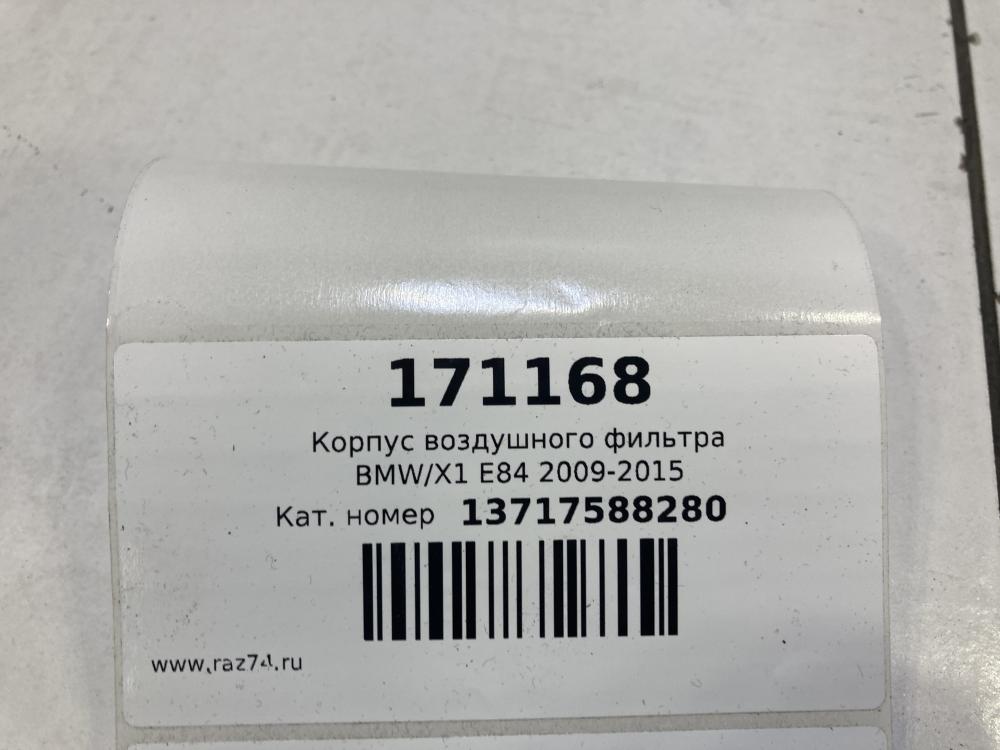 171168
Корпус воздушного фильтра
BMW/X1 E84 2009-2015
Кат. номер 13717588280
www.raz74.ru